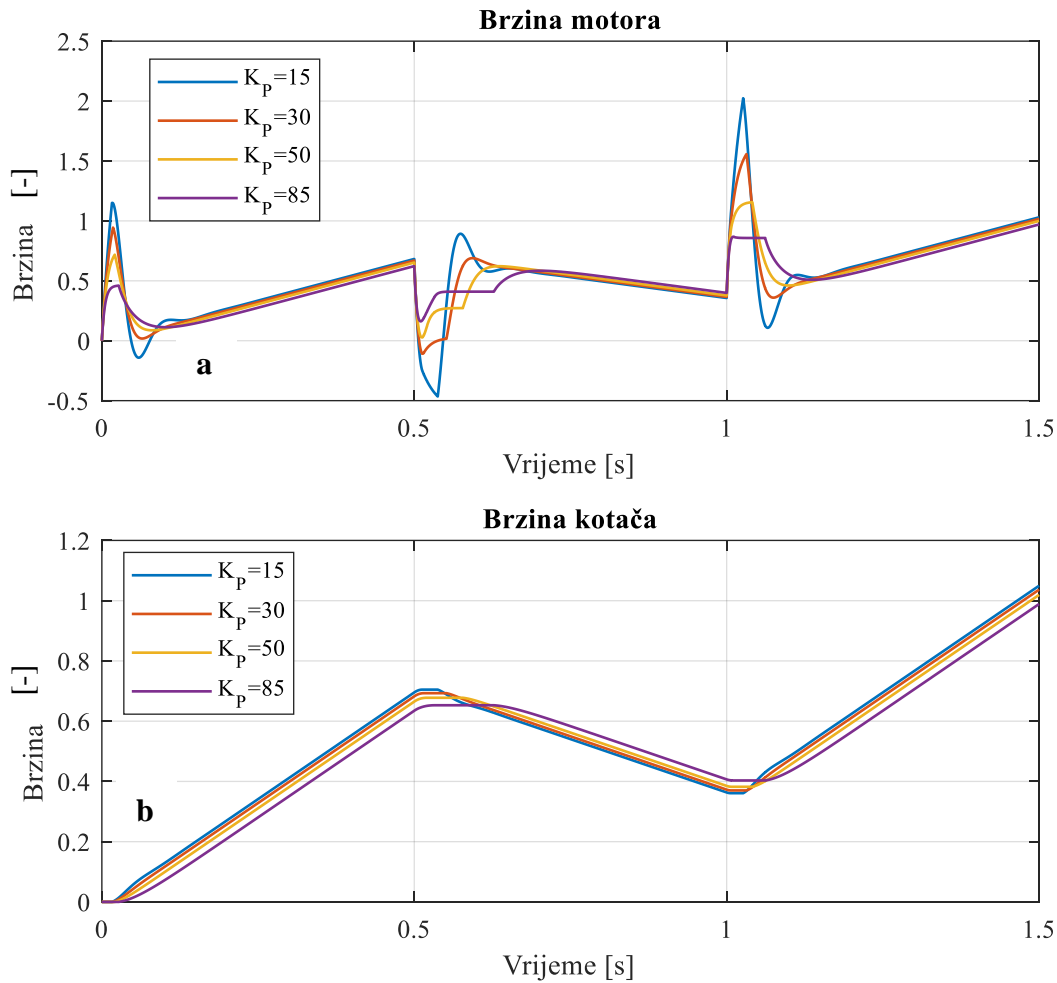 Brzina motora
2.5
2
1.5
1
0.5
0
-0.5
Brzina [-]
K_P=15
K_P=30
K_P=50
K_P=85
a
0 0.5 1 1.5
Vrijeme [s]
Brzina kotača
1.2
1
0.8
0.6
0.4
0.2
0
Brzina [-]
K_P=15
K_P=30
K_P=50
K_P=85
b
0 0.5 1 1.5
Vrijeme [s]